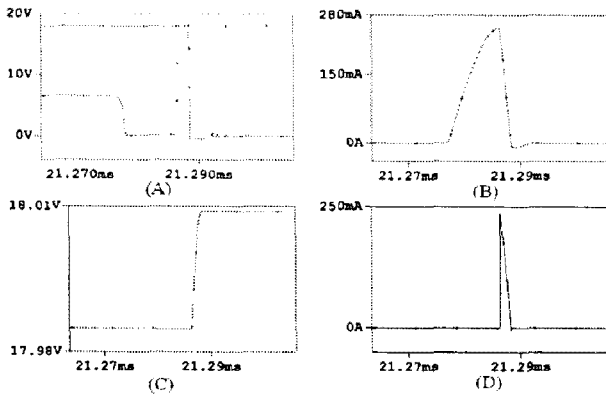 20V
10V
0V
21.270ms
21.290ms
(A)
280mA
150mA
0A
21.27ms
21.29ms
(B)
18.01V
17.98V
21.27ms
21.29ms
(C)
250mA
0A
21.27ms
21.29ms
(D)